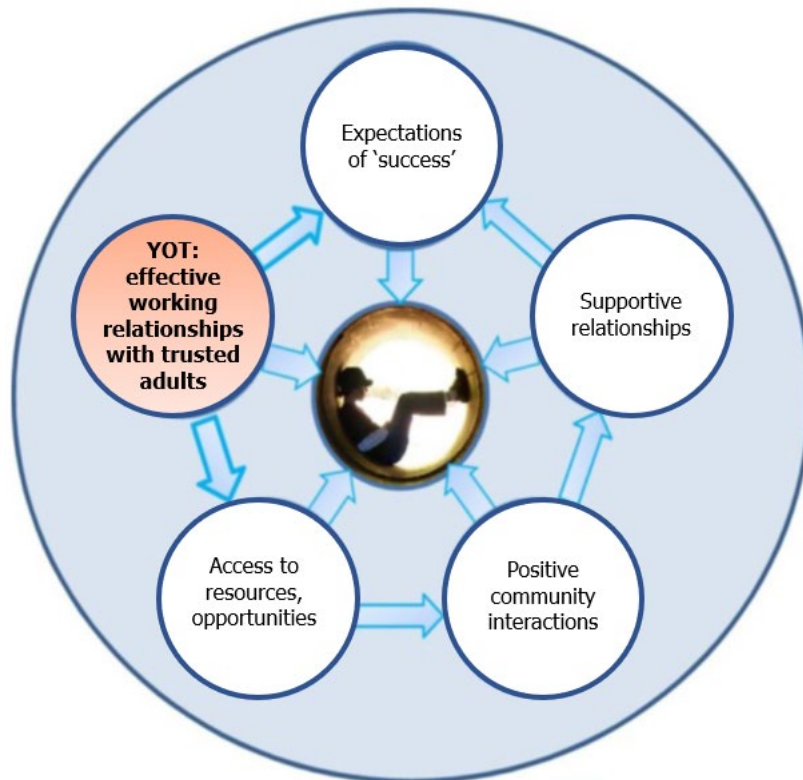 Expectations
of ‘success’
YOT:
effective
working
relationships
with trusted
adults
Supportive
relationships
Access to
resources,
opportunities
Positive
community
interactions